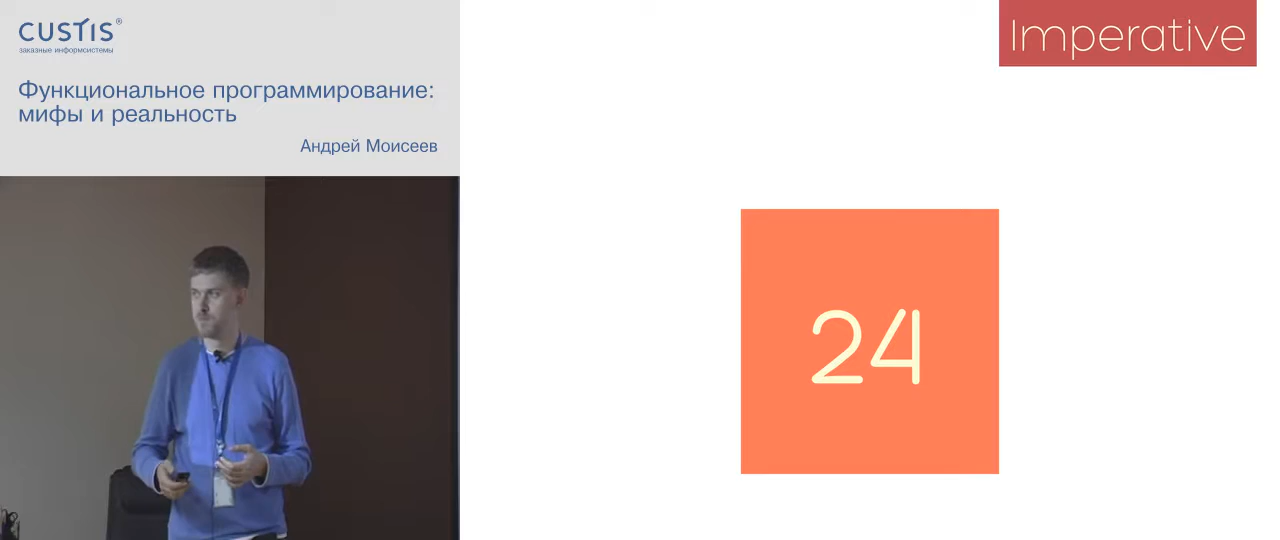 CUSTIS®
заказные информсистемы
Функциональное программирование:
мифы и реальность
Андрей Моисеев
Imperative
24